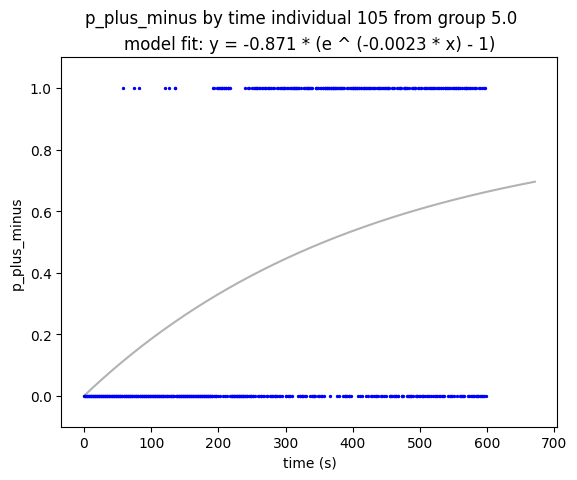 p_plus_minus by time individual 105 from group 5.0
model fit: y = -0.871 * (e ^ (-0.0023 * x) - 1)
1.0
0.8
0.6
0.4
0.2
0.0
p_plus_minus
0 100 200 300 400 500 600 700
time (s)